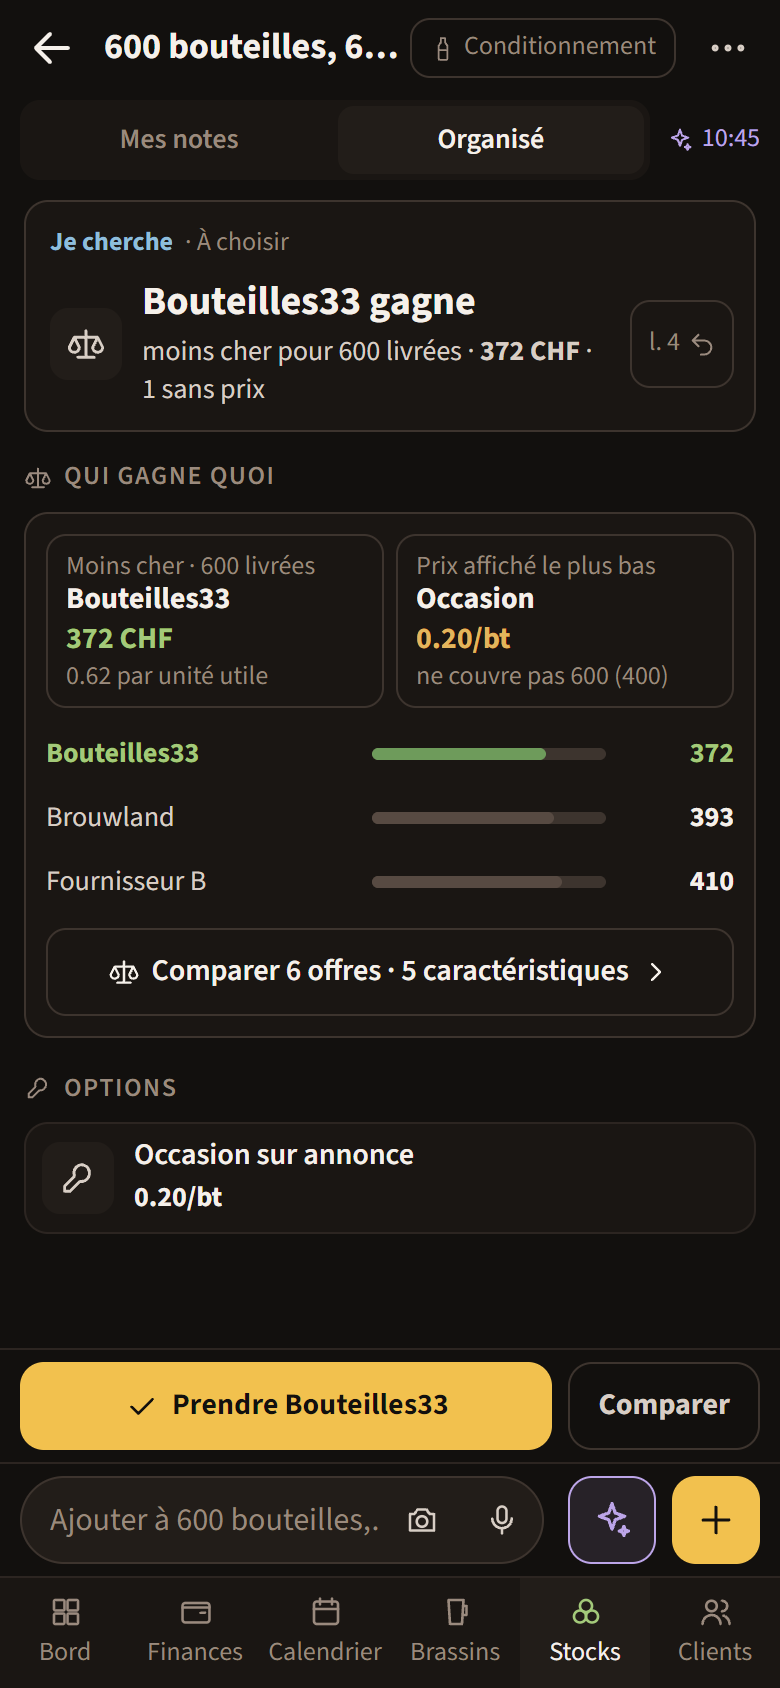 600 bouteilles, 6...
Conditionnement
Mes notes
Organisé
10:45
Je cherche · À choisir
Bouteilles33 gagne
moins cher pour 600 livrées · 372 CHF ·
1 sans prix
l. 4
QUI GAGNE QUOI
Moins cher · 600 livrées
Bouteilles33
372 CHF
0.62 par unité utile
Prix affiché le plus bas
Occasion
0.20/bt
ne couvre pas 600 (400)
Bouteilles33 372
Brouwland 393
Fournisseur B 410
Comparer 6 offres · 5 caractéristiques
OPTIONS
Occasion sur annonce
0.20/bt
Prendre Bouteilles33
Comparer
Ajouter à 600 bouteilles,.
Bord
Finances
Calendrier
Brassins
Stocks
Clients